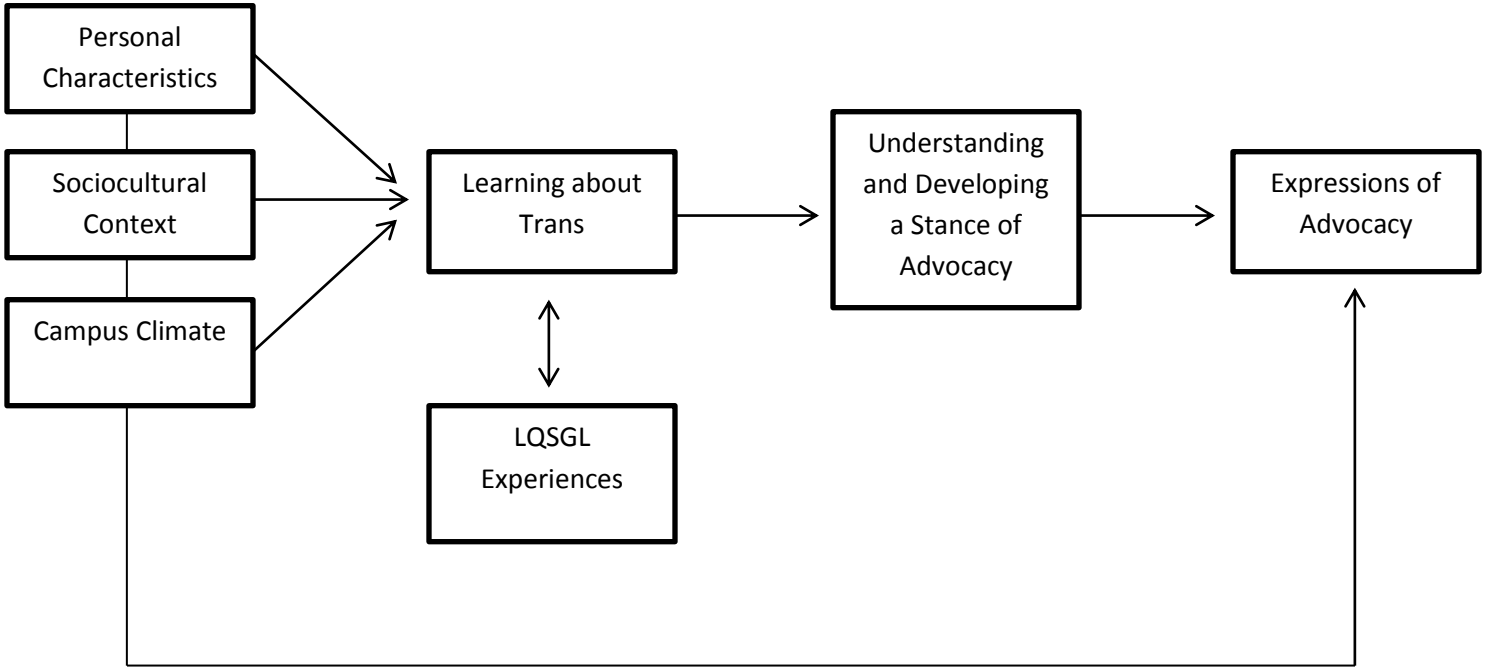 Personal
Characteristics
Sociocultural
Context
Campus Climate
Learning about
Trans
LQSGL
Experiences
Understanding
and Developing
a Stance of
Advocacy
Expressions of
Advocacy